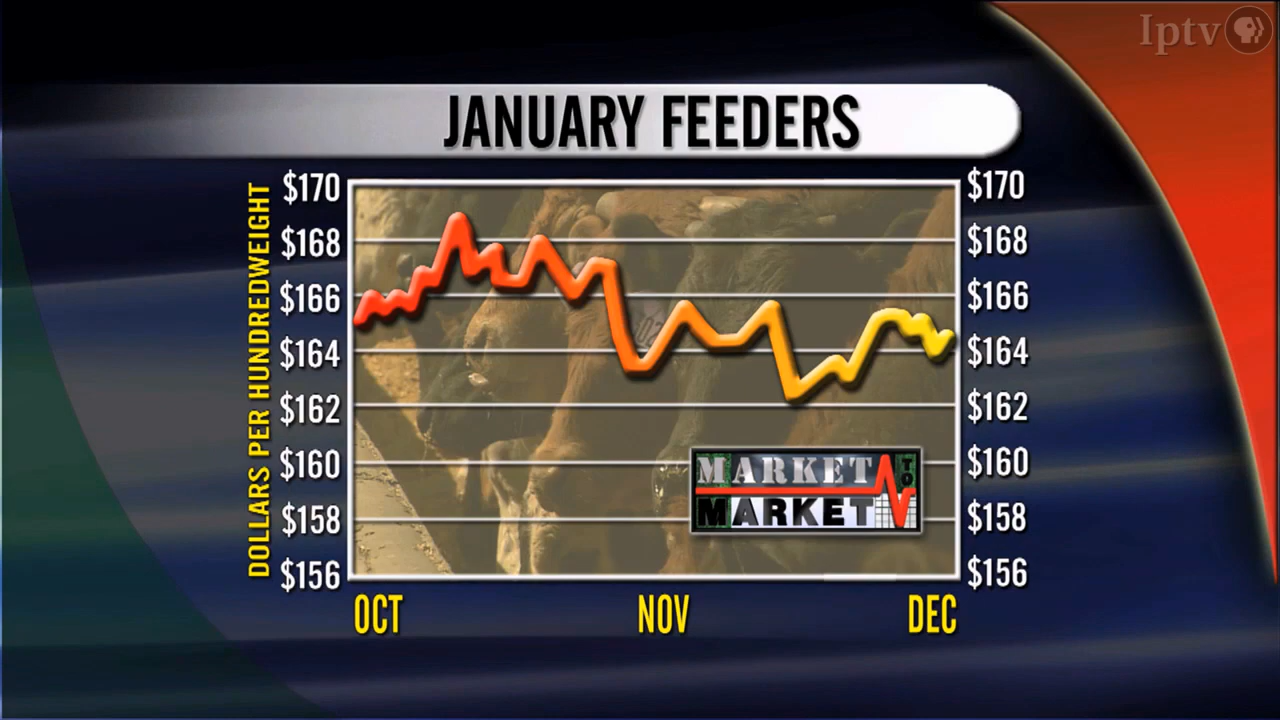 Iptv
JANUARY FEEDERS
DOLLARS PER HUNDREDWEIGHT
$170
$168
$166
$164
$162
$160
$158
$156
$170
$168
$166
$164
$162
$160
$158
$156
MARKET TO
MARKET
OCT NOV DEC